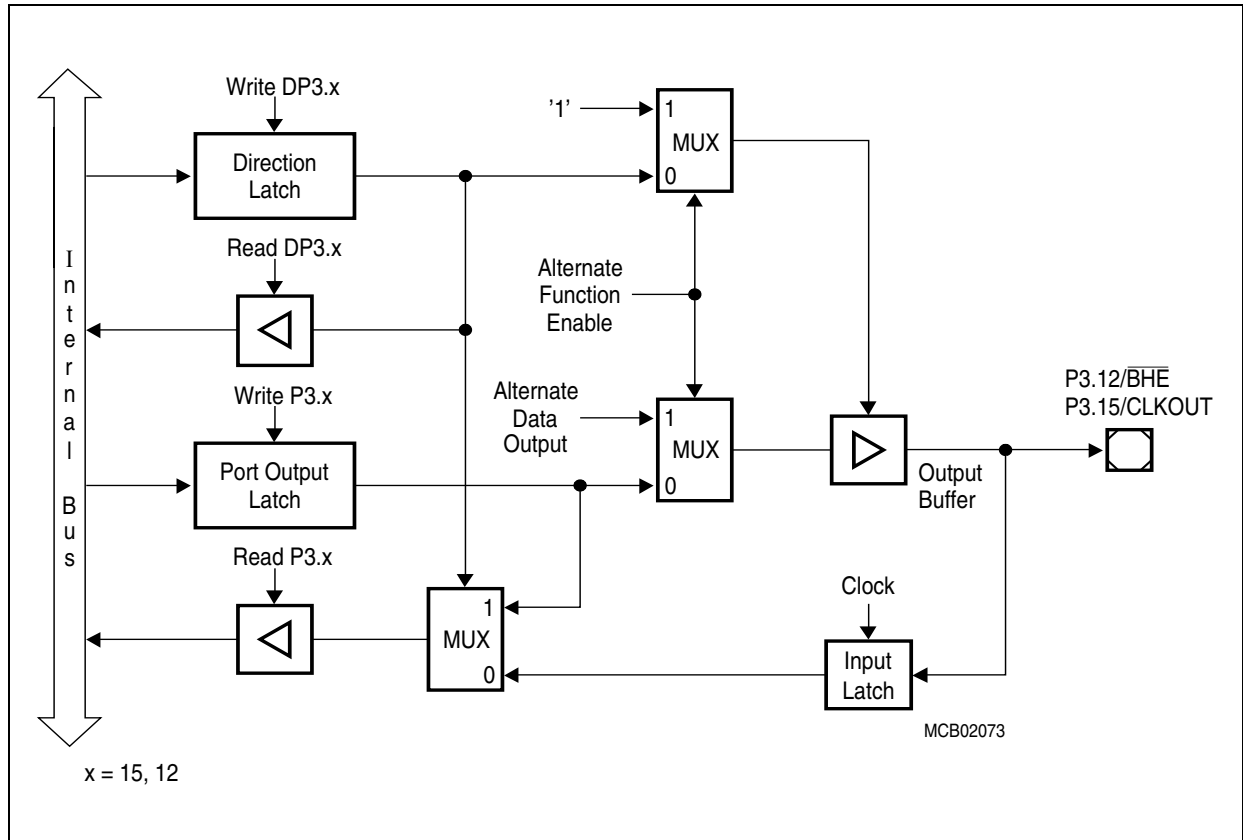 Write DP3.x
Direction
Latch
Read DP3.x
Internal Bus
Write P3.x
Port Output
Latch
Read P3.x
'1'
1
MUX
0
Alternate
Function
Enable
Alternate
Data
Output
1
MUX
0
1
MUX
0
Output
Buffer
P3.12/B̅H̅E̅
P3.15/CLKOUT
Clock
Input
Latch
MCB02073
x = 15, 12